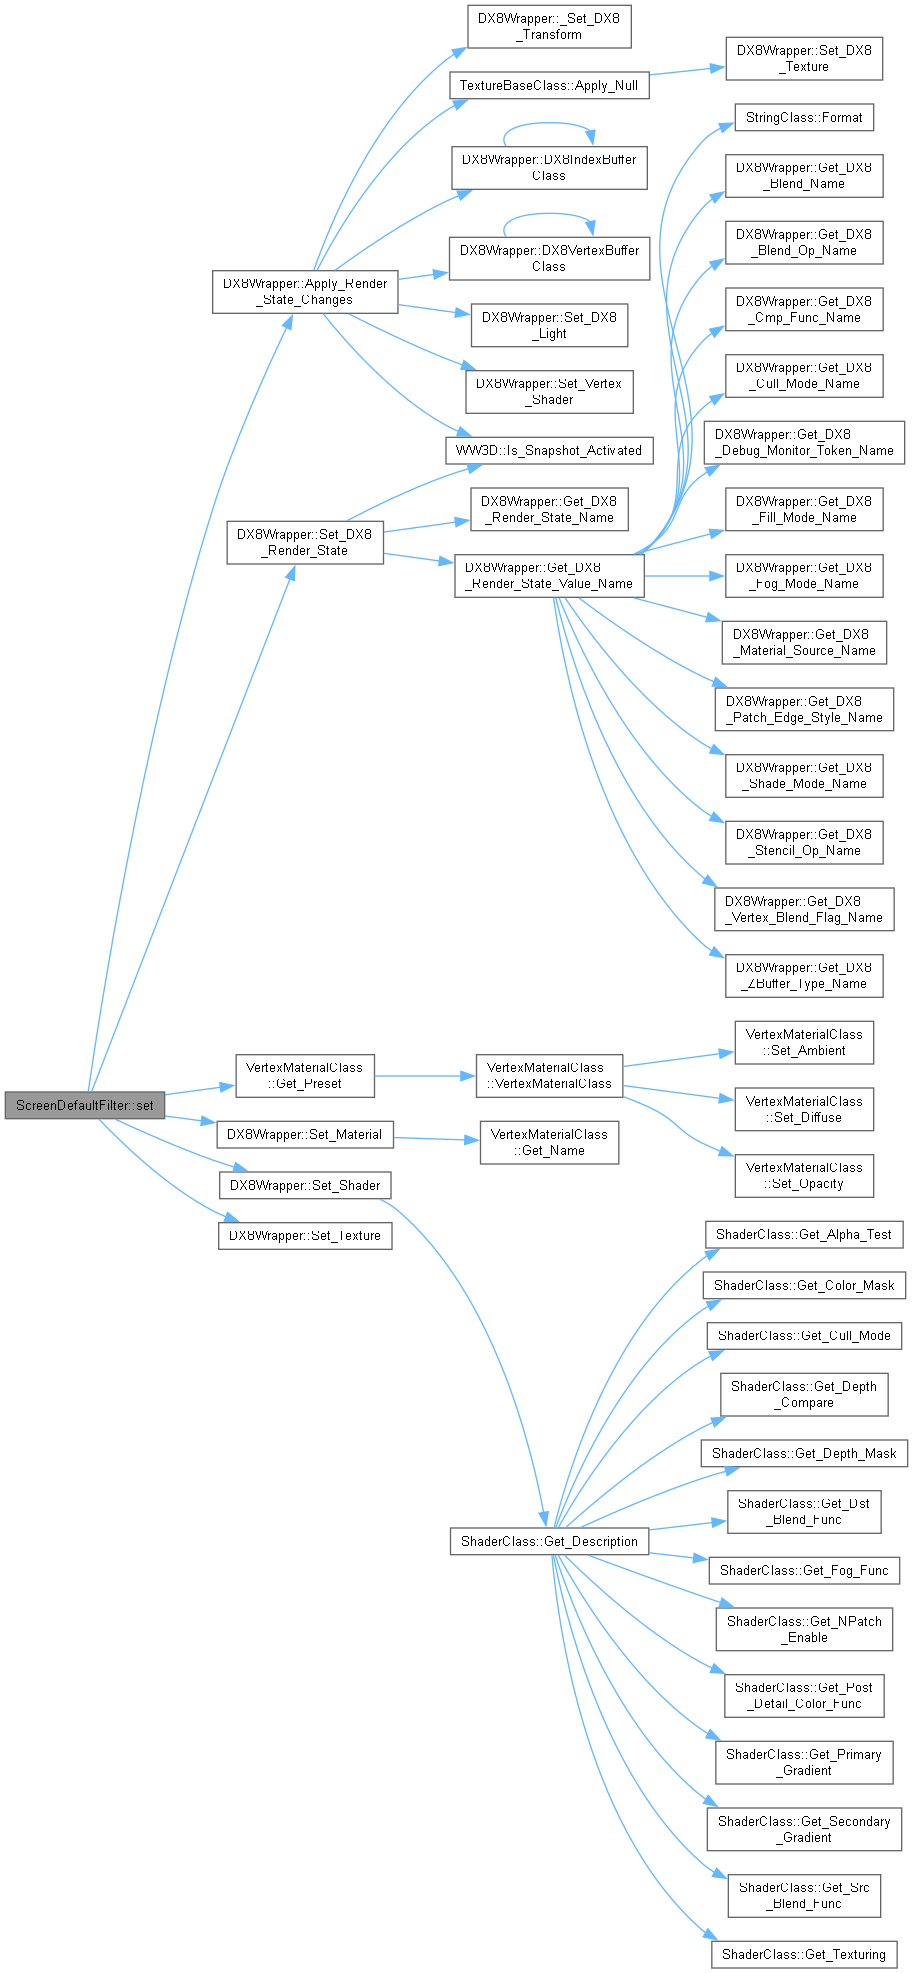 DX8Wrapper::_Set_DX8
_Transform
DX8Wrapper::Set_DX8
_Texture
TextureBaseClass::Apply_Null
StringClass::Format
DX8Wrapper::DX8IndexBuffer
Class
DX8Wrapper::Get_DX8
_Blend_Name
DX8Wrapper::Get_DX8
_Blend_Op_Name
DX8Wrapper::DX8VertexBuffer
Class
DX8Wrapper::Apply_Render
_State_Changes
DX8Wrapper::Get_DX8
_Cmp_Func_Name
DX8Wrapper::Set_DX8
_Light
DX8Wrapper::Get_DX8
_Cull_Mode_Name
DX8Wrapper::Set_Vertex
_Shader
DX8Wrapper::Get_DX8
_Debug_Monitor_Token_Name
WW3D::Is_Snapshot_Activated
DX8Wrapper::Get_DX8
_Render_State_Name
DX8Wrapper::Get_DX8
_Fill_Mode_Name
DX8Wrapper::Set_DX8
_Render_State
DX8Wrapper::Get_DX8
_Render_State_Value_Name
DX8Wrapper::Get_DX8
_Fog_Mode_Name
DX8Wrapper::Get_DX8
_Material_Source_Name
DX8Wrapper::Get_DX8
_Patch_Edge_Style_Name
DX8Wrapper::Get_DX8
_Shade_Mode_Name
DX8Wrapper::Get_DX8
_Stencil_Op_Name
DX8Wrapper::Get_DX8
_Vertex_Blend_Flag_Name
DX8Wrapper::Get_DX8
_ZBuffer_Type_Name
VertexMaterialClass
::Set_Ambient
VertexMaterialClass
::Get_Preset
VertexMaterialClass
::VertexMaterialClass
ScreenDefaultFilter::set
VertexMaterialClass
::Set_Diffuse
DX8Wrapper::Set_Material
VertexMaterialClass
::Get_Name
VertexMaterialClass
::Set_Opacity
DX8Wrapper::Set_Shader
DX8Wrapper::Set_Texture
ShaderClass::Get_Alpha_Test
ShaderClass::Get_Color_Mask
ShaderClass::Get_Cull_Mode
ShaderClass::Get_Depth
_Compare
ShaderClass::Get_Depth_Mask
ShaderClass::Get_Dst
_Blend_Func
ShaderClass::Get_Description
ShaderClass::Get_Fog_Func
ShaderClass::Get_NPatch
_Enable
ShaderClass::Get_Post
_Detail_Color_Func
ShaderClass::Get_Primary
_Gradient
ShaderClass::Get_Secondary
_Gradient
ShaderClass::Get_Src
_Blend_Func
ShaderClass::Get_Texturing